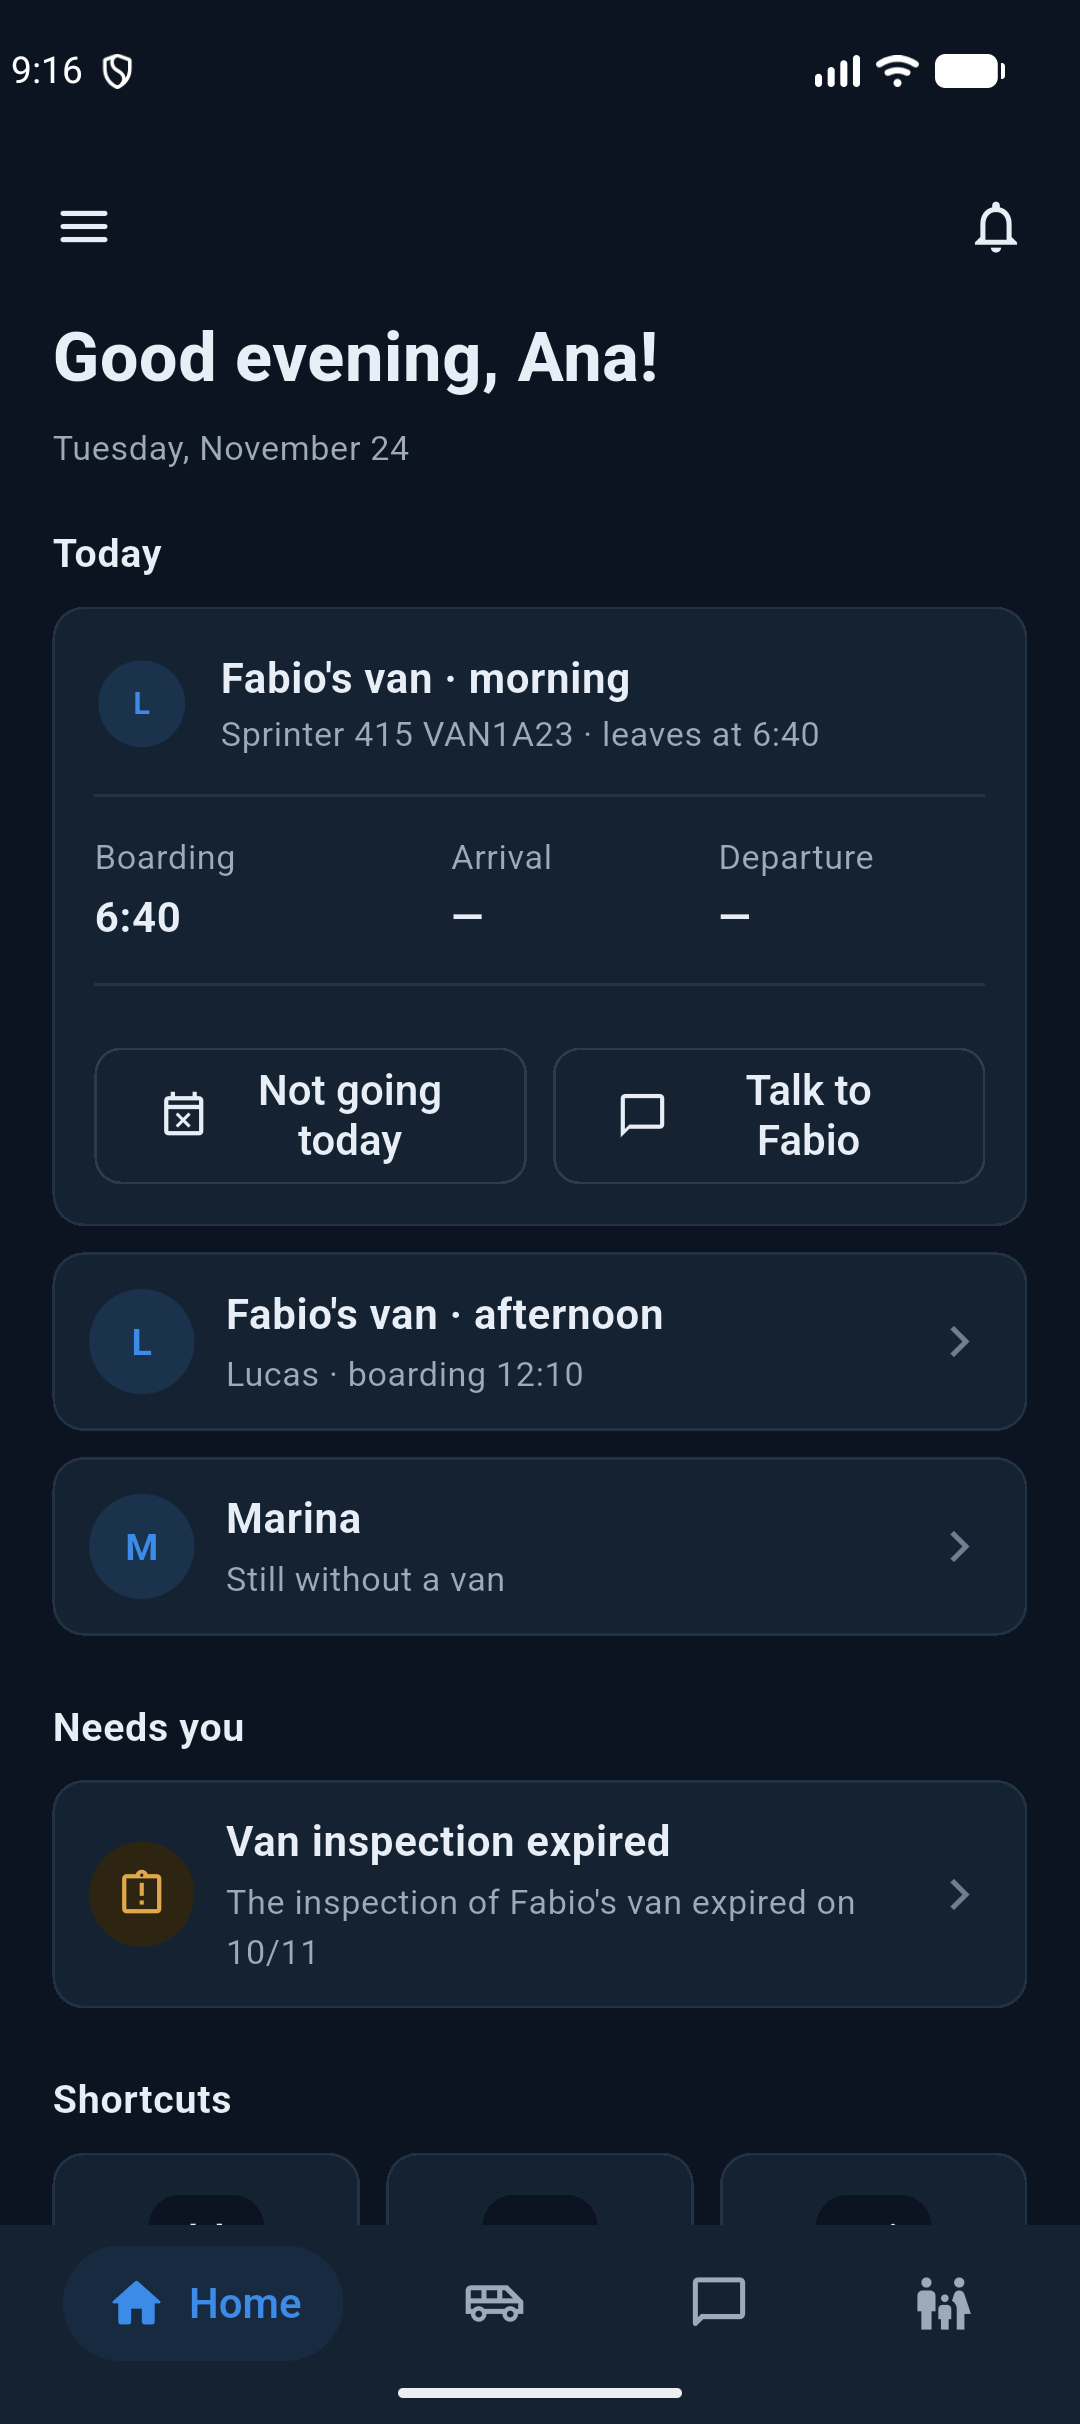 9:16
Good evening, Ana!
Tuesday, November 24
Today
L
Fabio's van · morning
Sprinter 415 VAN1A23 · leaves at 6:40
Boarding Arrival Departure
6:40 — —
Not going
today
Talk to
Fabio
L
Fabio's van · afternoon
Lucas · boarding 12:10
M
Marina
Still without a van
Needs you
Van inspection expired
The inspection of Fabio's van expired on
10/11
Shortcuts
Home